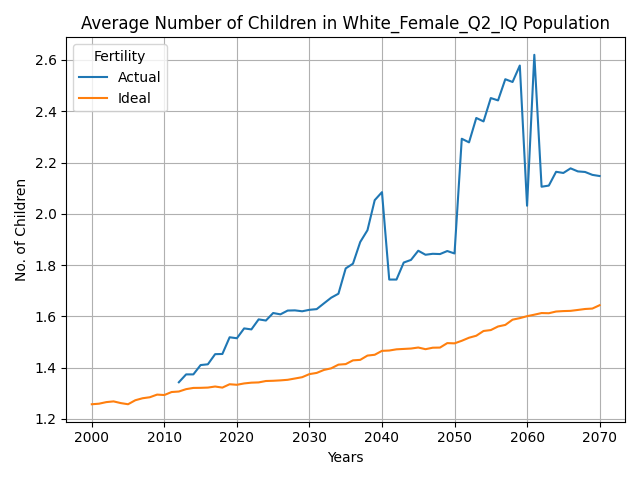 Average Number of Children in White_Female_Q2_IQ Population
Fertility
Actual
Ideal
No. of Children
2.6
2.4
2.2
2.0
1.8
1.6
1.4
1.2
2000 2010 2020 2030 2040 2050 2060 2070
Years